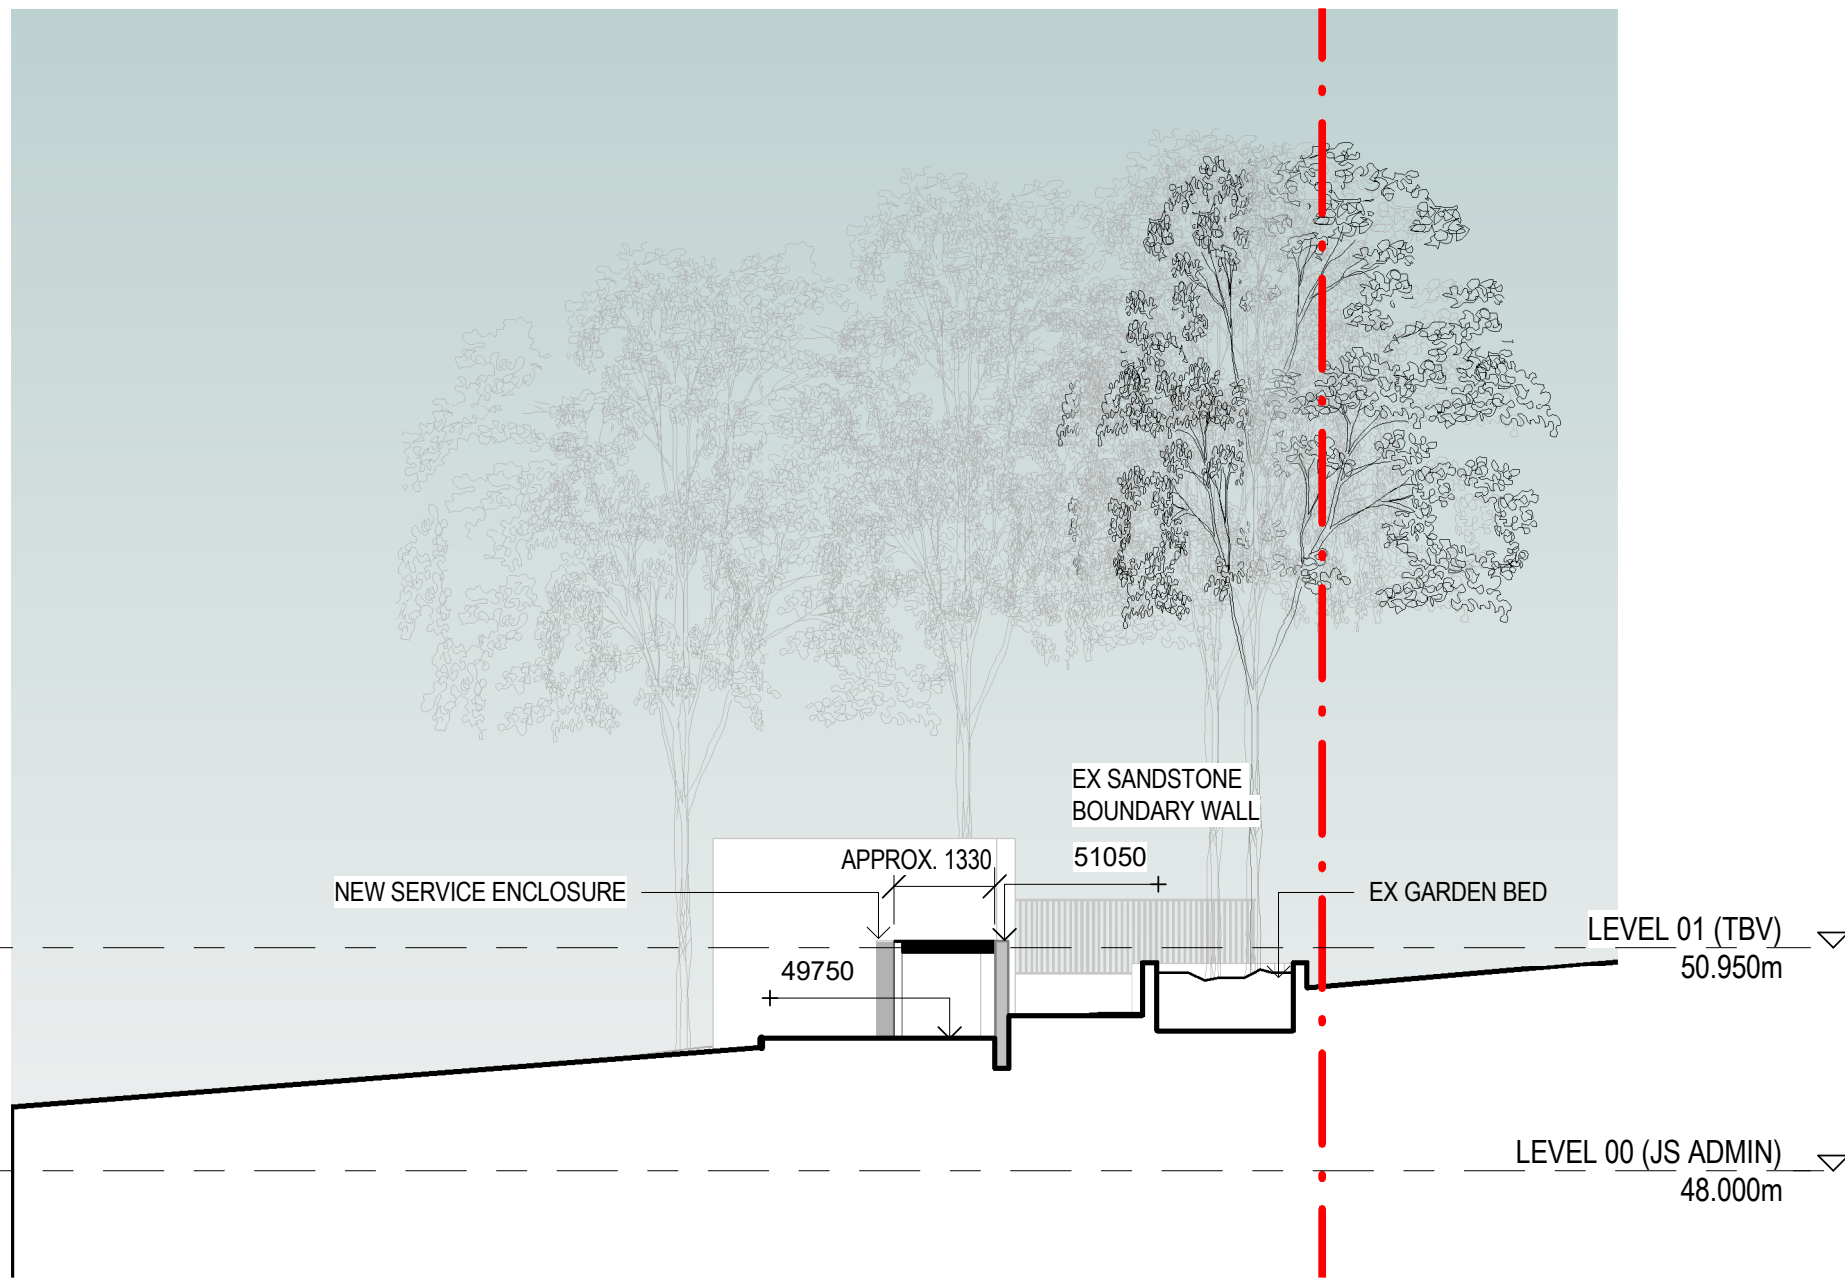 EX SANDSTONE
BOUNDARY WALL
APPROX. 1330
51050
NEW SERVICE ENCLOSURE
EX GARDEN BED
LEVEL 01 (TBV)
50.950m
49750
LEVEL 00 (JS ADMIN)
48.000m